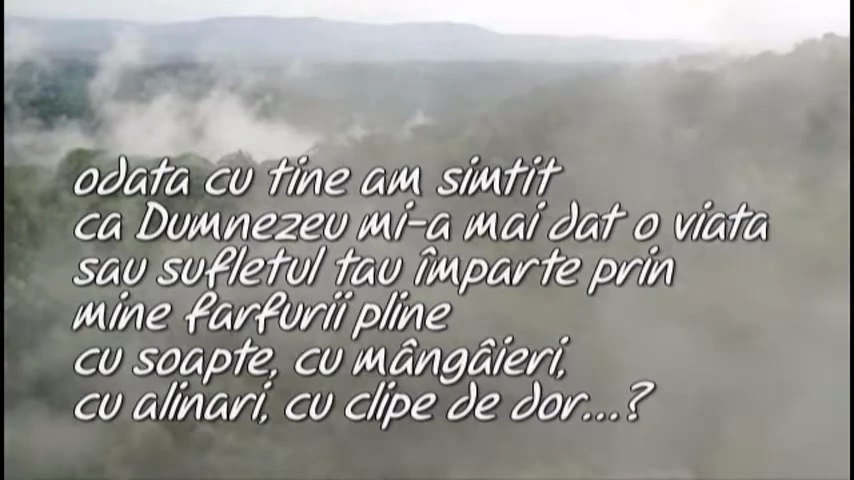 odata cu tine am simtit
ca Dumnezeu mi-a mai dat o viata
sau sufletul tau împarte prin
mine farfurii pline
cu soapte, cu mângâieri,
cu alinari, cu clipe de dor...?